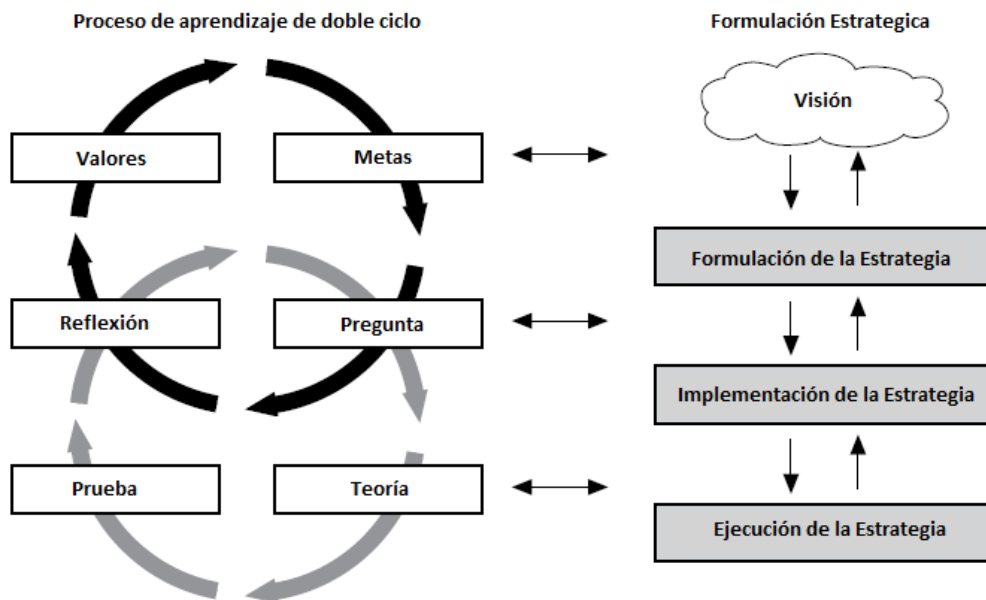 Proceso de aprendizaje de doble ciclo
Formulación Estrategica
Visión
Valores
Metas
Formulación de la Estrategia
Reflexión
Pregunta
Implementación de la Estrategia
Prueba
Teoría
Ejecución de la Estrategia